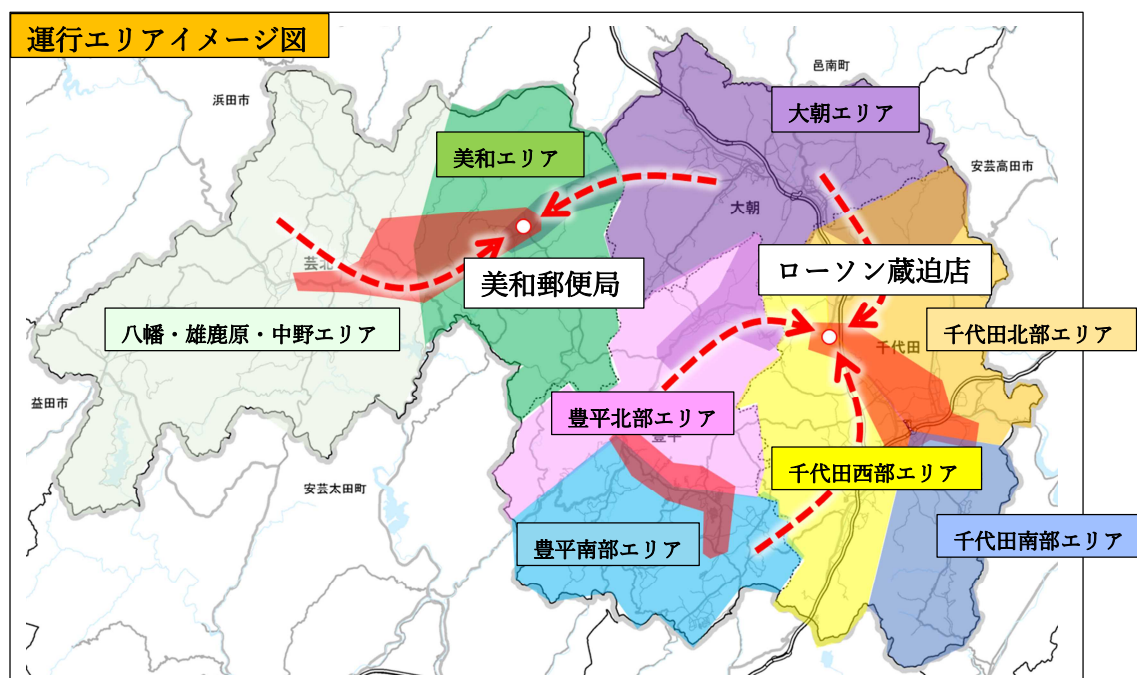 運行エリアイメージ図
邑南町
浜田市
大朝エリア
美和エリア
安芸高田市
大朝
芸北
美和郵便局
ローソン蔵迫店
八幡・雄鹿原・中野エリア
千代田北部エリア
千代田
益田市
豊平北部エリア
豊平
千代田西部エリア
安芸太田町
豊平南部エリア
千代田南部エリア